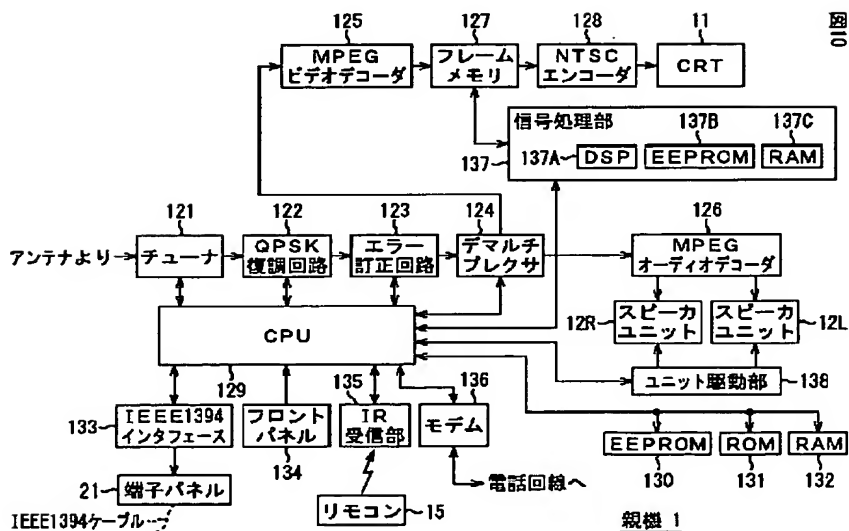 図10
125
127
128
11
MPEG
ビデオデコーダ
フレーム
メモリ
NTSC
エンコーダ
CRT
信号処理部
137B
137C
137A
DSP
EEPROM
RAM
137
121
122
123
124
126
アンテナより
チューナ
QPSK
復調回路
エラー
訂正回路
デマルチ
プレクサ
MPEG
オーディオデコーダ
CPU
129
12R
スピーカ
ユニット
スピーカ
ユニット
12L
ユニット駆動部
138
133
IEEE1394
インタフェース
フロント
パネル
134
135
IR
受信部
136
モデム
EEPROM
130
ROM
131
RAM
132
21
端子パネル
電話回線へ
リモコン
15
IEEE1394ケーブル
親機 1